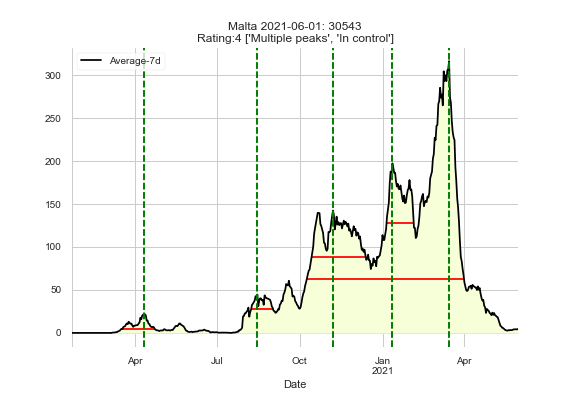 Malta 2021-06-01: 30543
Rating:4 ['Multiple peaks', 'In control']
Average-7d
300
250
200
150
100
50
0
Apr
Jul
Oct
Jan
2021
Apr
Date